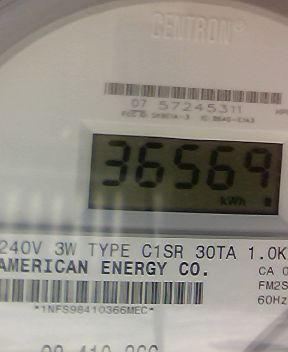 CENTRON®
07 57245311
36569
kWh
240V 3W TYPE C1SR 30TA 1.0K
AMERICAN ENERGY CO.
CA 0
FM2S
60Hz
*1NFS98410366MEC*